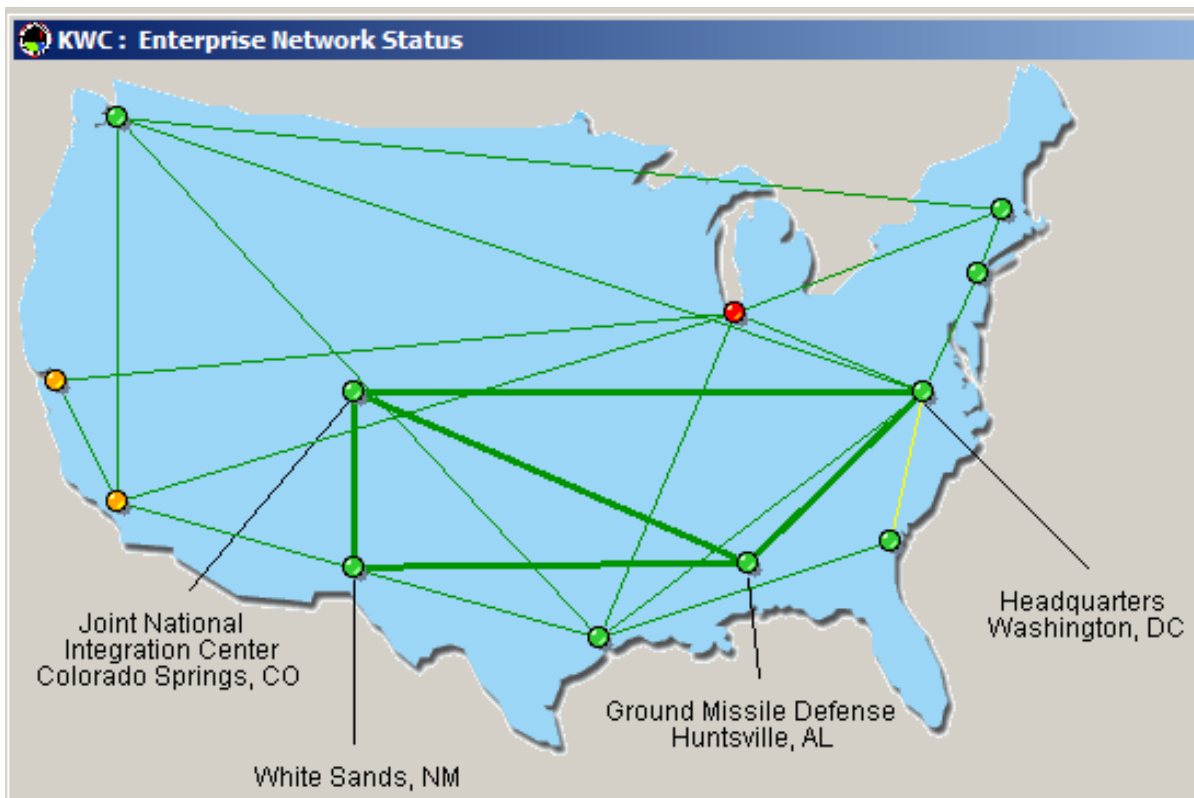 KWC : Enterprise Network Status
Joint National
Integration Center
Colorado Springs, CO
White Sands, NM
Ground Missile Defense
Huntsville, AL
Headquarters
Washington, DC